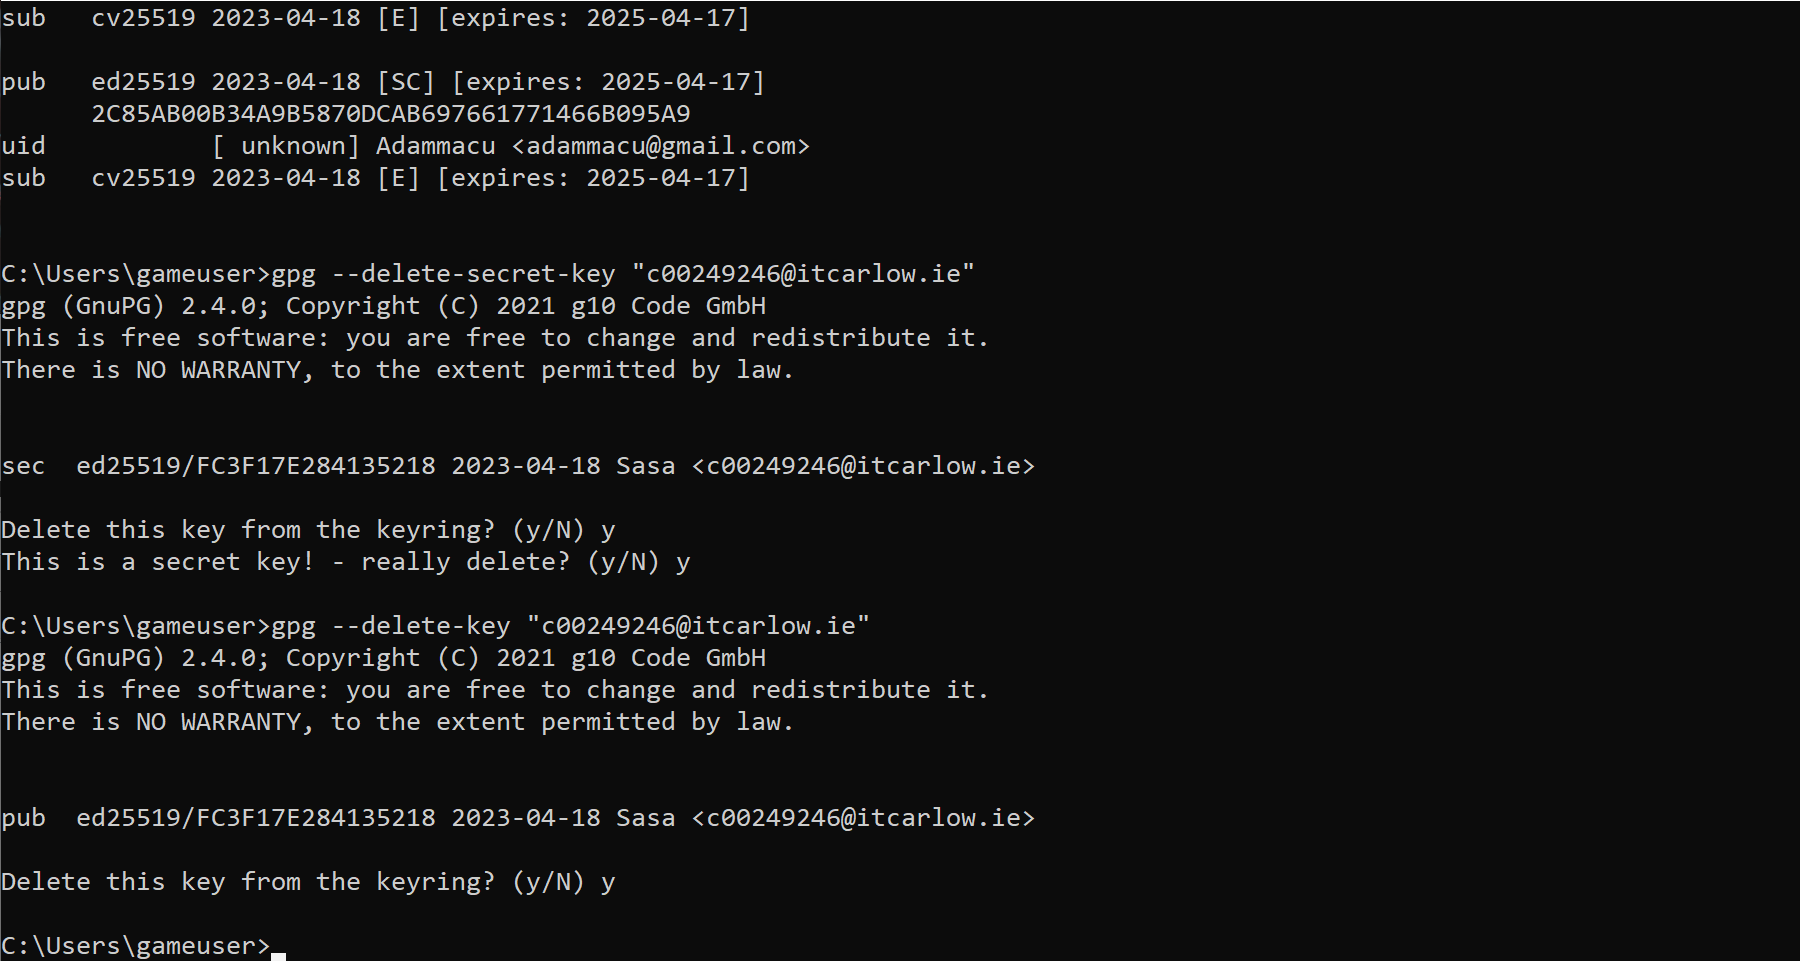 sub   cv25519 2023-04-18 [E] [expires: 2025-04-17]
pub   ed25519 2023-04-18 [SC] [expires: 2025-04-17]
      2C85AB00B34A9B5870DCAB697661771466B095A9
uid           [ unknown] Adammacu <adammacu@gmail.com>
sub   cv25519 2023-04-18 [E] [expires: 2025-04-17]
C:\Users\gameuser>gpg --delete-secret-key "c00249246@itcarlow.ie"
gpg (GnuPG) 2.4.0; Copyright (C) 2021 g10 Code GmbH
This is free software: you are free to change and redistribute it.
There is NO WARRANTY, to the extent permitted by law.
sec  ed25519/FC3F17E284135218 2023-04-18 Sasa <c00249246@itcarlow.ie>
Delete this key from the keyring? (y/N) y
This is a secret key! - really delete? (y/N) y
C:\Users\gameuser>gpg --delete-key "c00249246@itcarlow.ie"
gpg (GnuPG) 2.4.0; Copyright (C) 2021 g10 Code GmbH
This is free software: you are free to change and redistribute it.
There is NO WARRANTY, to the extent permitted by law.
pub  ed25519/FC3F17E284135218 2023-04-18 Sasa <c00249246@itcarlow.ie>
Delete this key from the keyring? (y/N) y
C:\Users\gameuser>